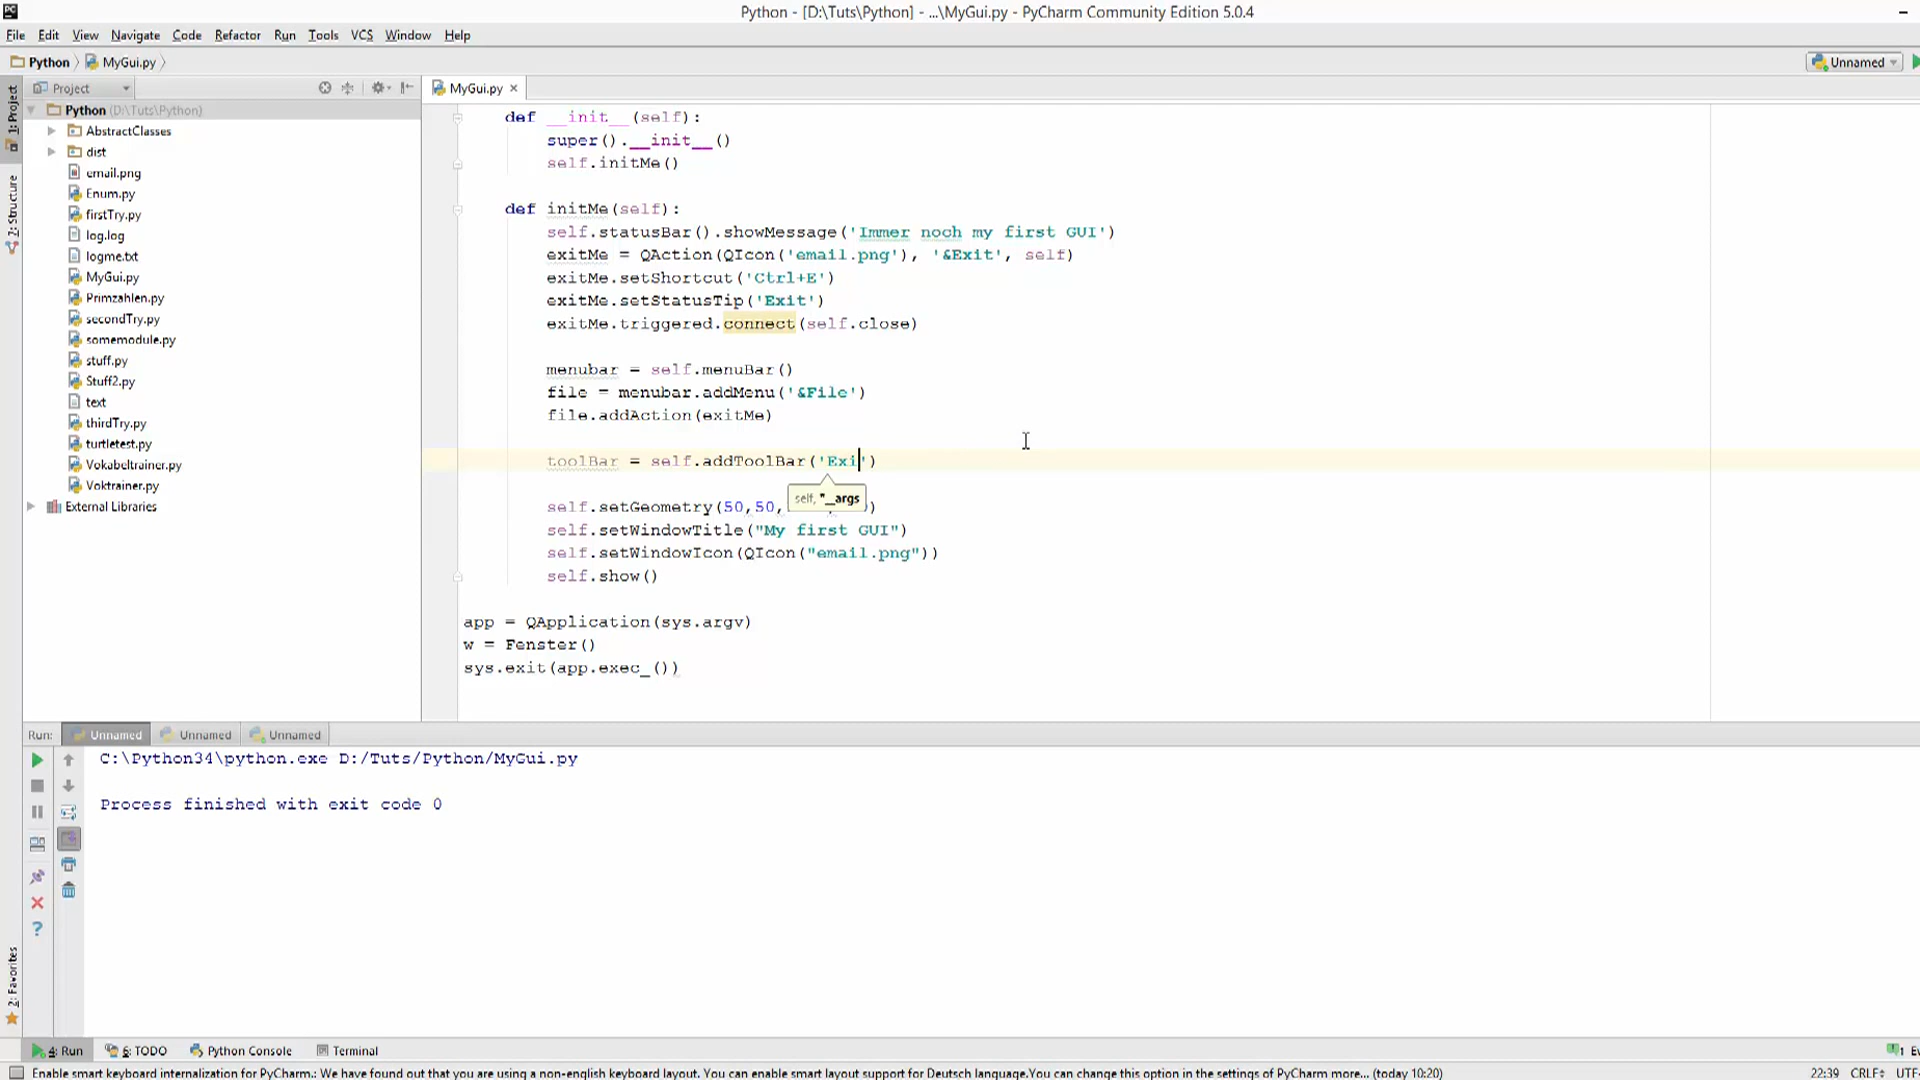 Python - [D:\Tuts\Python] - ...\MyGui.py - PyCharm Community Edition 5.0.4
File Edit View Navigate Code Refactor Run Tools VCS Window Help
Python MyGui.py Unnamed
1: Project
2: Structure
2: Favorites
Project
Python (D:\Tuts\Python)
AbstractClasses
dist
email.png
Enum.py
firstTry.py
log.log
logme.txt
MyGui.py
Primzahlen.py
secondTry.py
somemodule.py
stuff.py
Stuff2.py
text
thirdTry.py
turtletest.py
Vokabeltrainer.py
Voktrainer.py
External Libraries
MyGui.py
def __init__(self):
super().__init__()
self.initMe()
def initMe(self):
self.statusBar().showMessage('Immer noch my first GUI')
exitMe = QAction(QIcon('email.png'), '&Exit', self)
exitMe.setShortcut('Ctrl+E')
exitMe.setStatusTip('Exit')
exitMe.triggered.connect(self.close)
menubar = self.menuBar()
file = menubar.addMenu('&File')
file.addAction(exitMe)
toolBar = self.addToolBar('Exi')
self, *__args
self.setGeometry(50,50, )
self.setWindowTitle("My first GUI")
self.setWindowIcon(QIcon("email.png"))
self.show()
app = QApplication(sys.argv)
w = Fenster()
sys.exit(app.exec_())
Run: Unnamed Unnamed Unnamed
C:\Python34\python.exe D:/Tuts/Python/MyGui.py
Process finished with exit code 0
4: Run 6: TODO Python Console Terminal 1 Ev
Enable smart keyboard internalization for PyCharm.: We have found out that you are using a non-english keyboard layout. You can enable smart layout support for Deutsch language.You can change this option in the settings of PyCharm more... (today 10:20) 22:39 CRLF UTF-